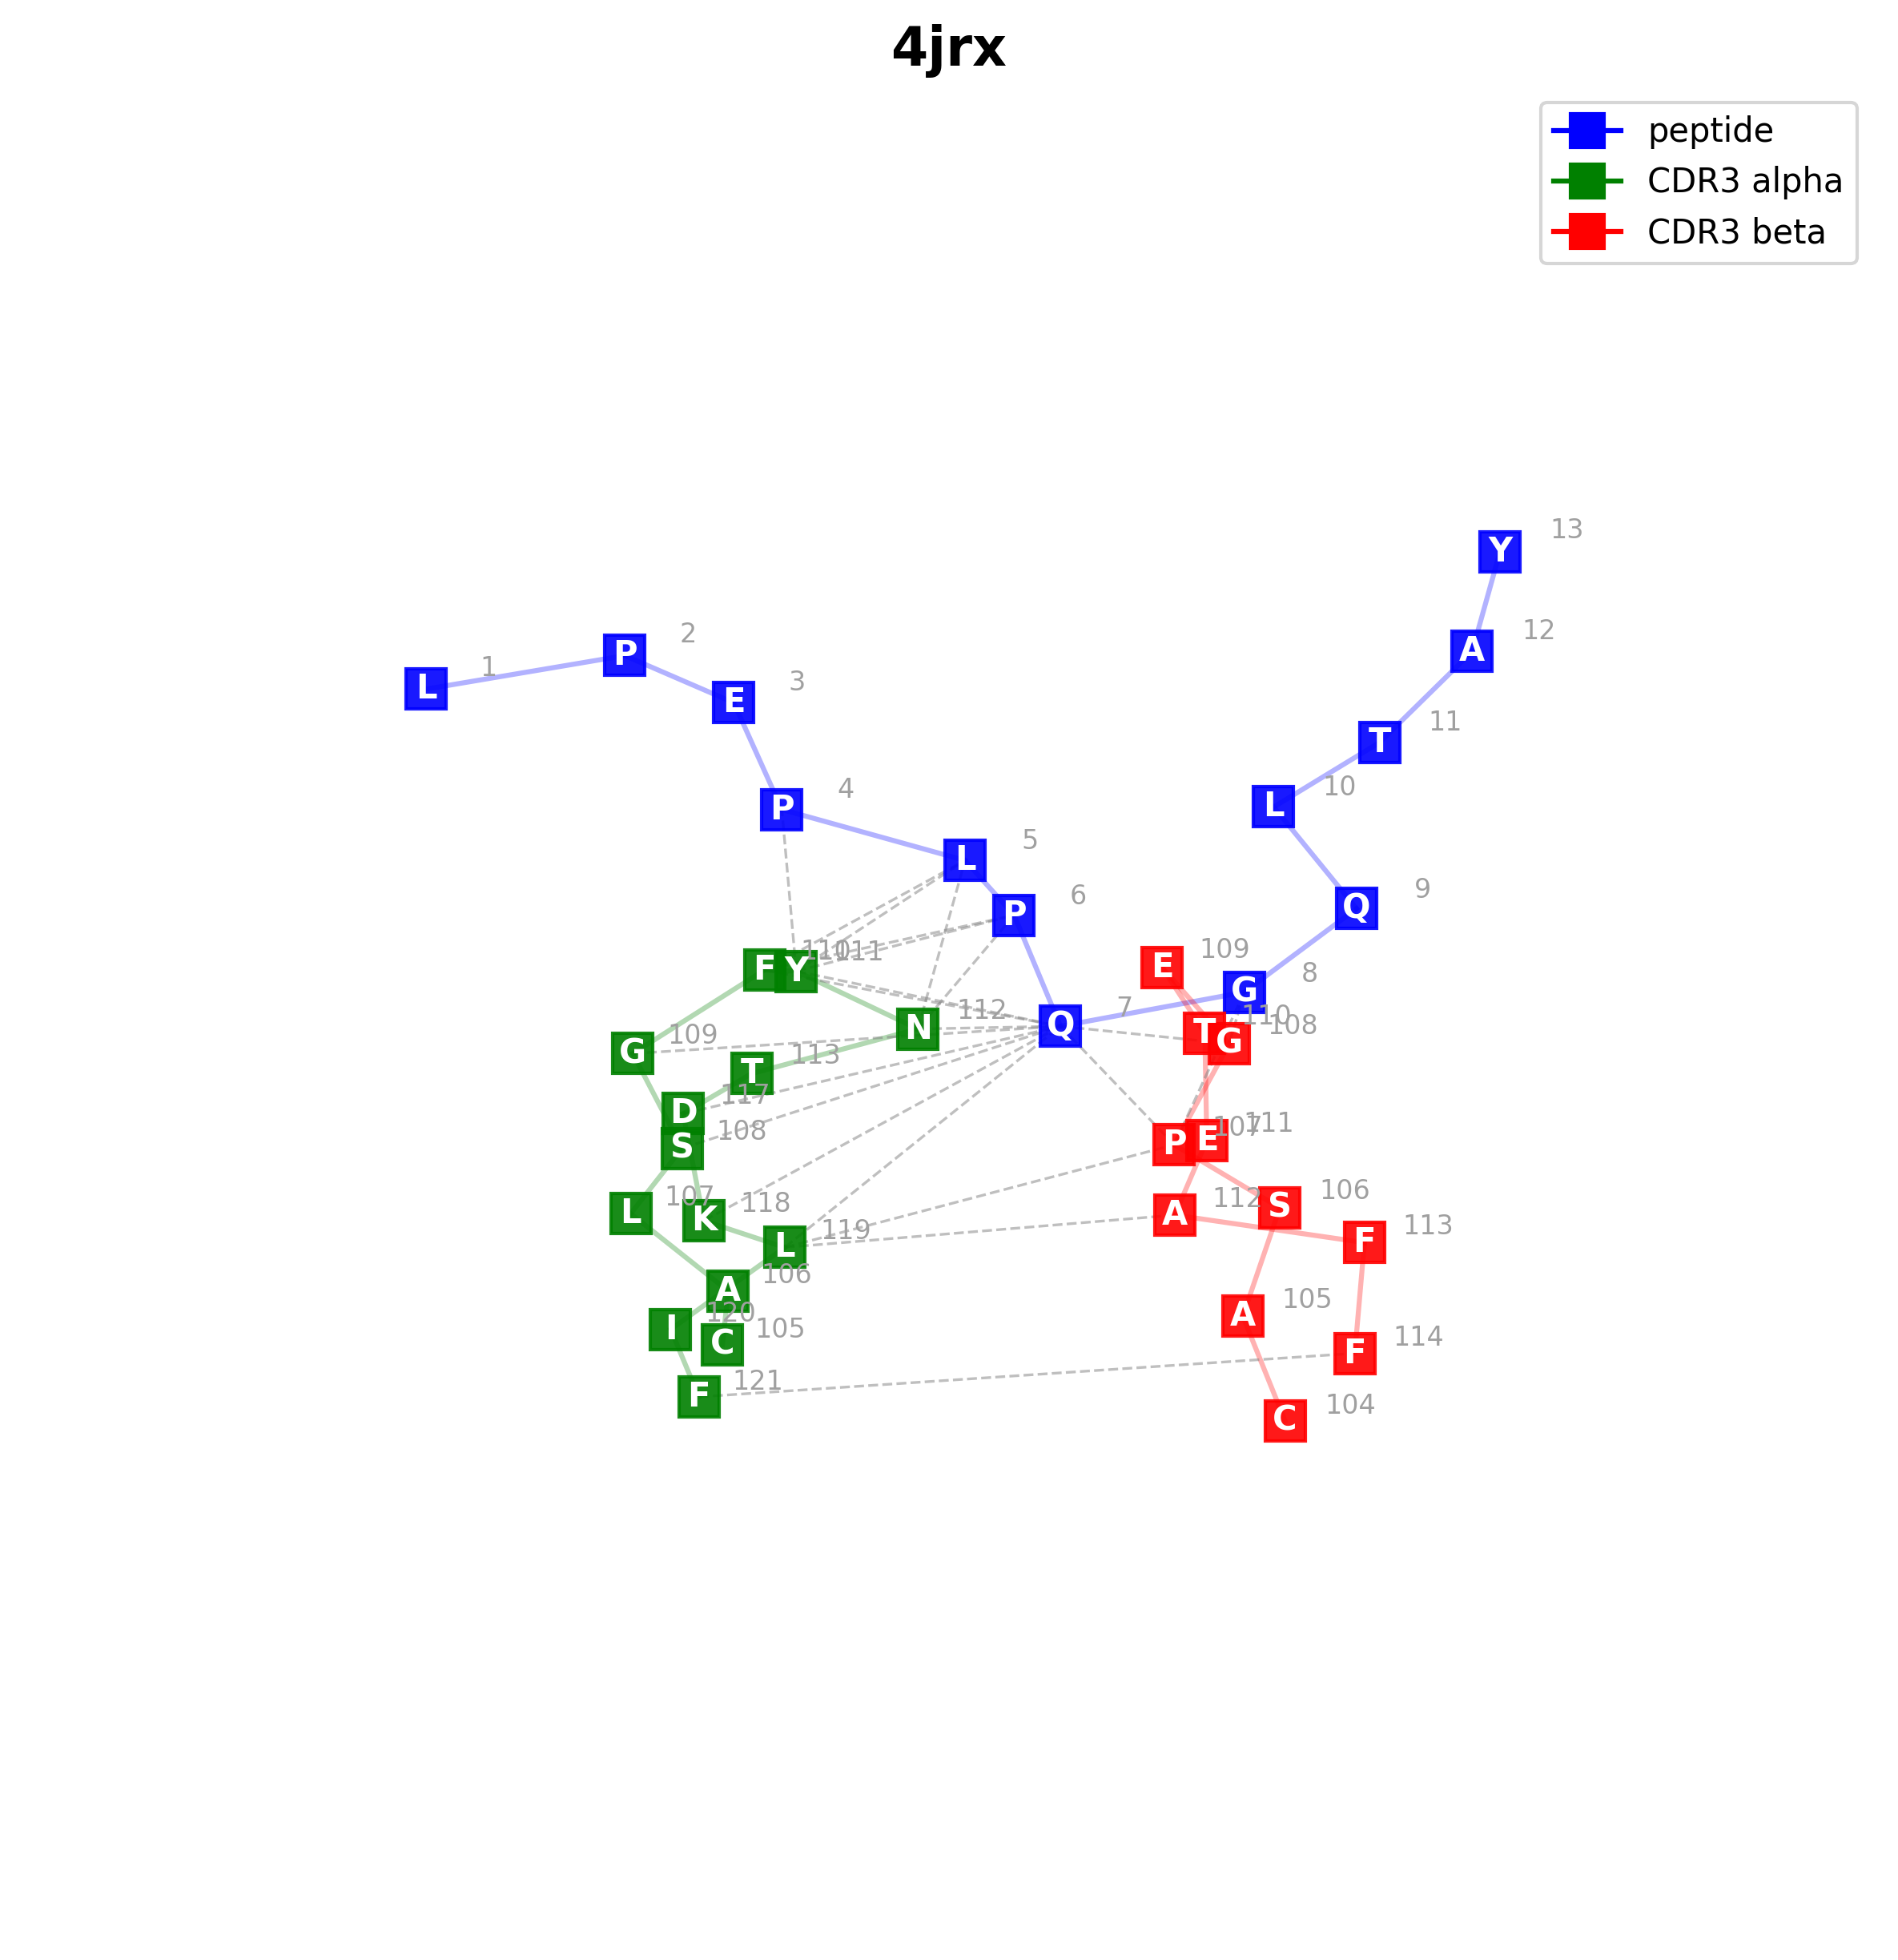 4jrx
peptide
CDR3 alpha
CDR3 beta
Y 13
A 12
P 2
L 1
E 3
T 11
P 4
L 10
L 5
Q 9
P 6
E 109
F 110
Y 111
G 8
Q 7
N 112
T 110
G 108
G 109
T 113
D 117
S 108
P 107
E 111
L 107
K 118
A 112
S 106
L 119
F 113
A 106
A 105
I 120
C 105
F 114
F 121
C 104